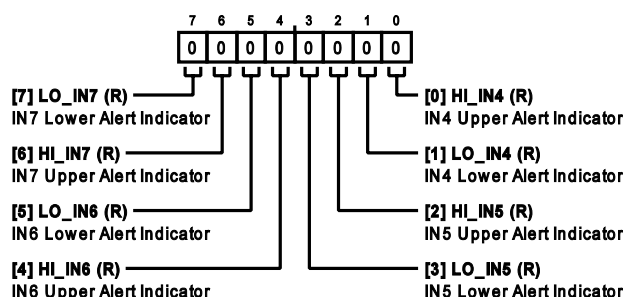 7 6 5 4 3 2 1 0
0 0 0 0 0 0 0 0
[7] LO_IN7 (R)
IN7 Lower Alert Indicator
[6] HI_IN7 (R)
IN7 Upper Alert Indicator
[5] LO_IN6 (R)
IN6 Lower Alert Indicator
[4] HI_IN6 (R)
IN6 Upper Alert Indicator
[0] HI_IN4 (R)
IN4 Upper Alert Indicator
[1] LO_IN4 (R)
IN4 Lower Alert Indicator
[2] HI_IN5 (R)
IN5 Upper Alert Indicator
[3] LO_IN5 (R)
IN5 Lower Alert Indicator